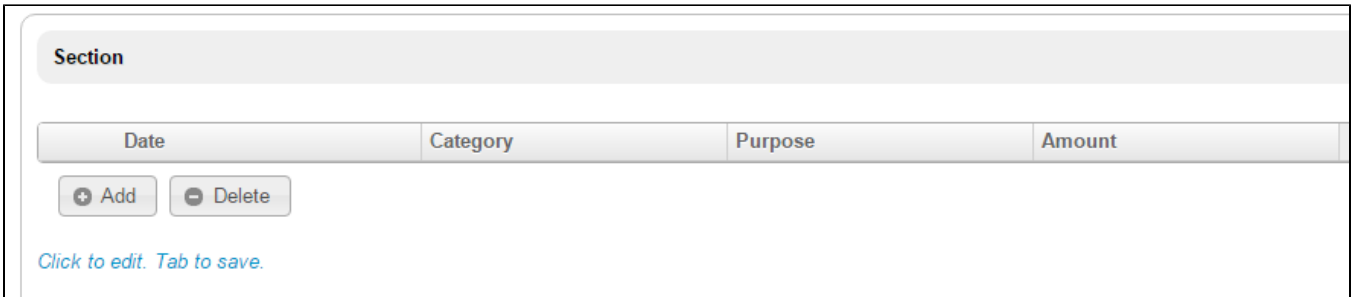 Section
Date Category Purpose Amount
Add Delete
Click to edit. Tab to save.